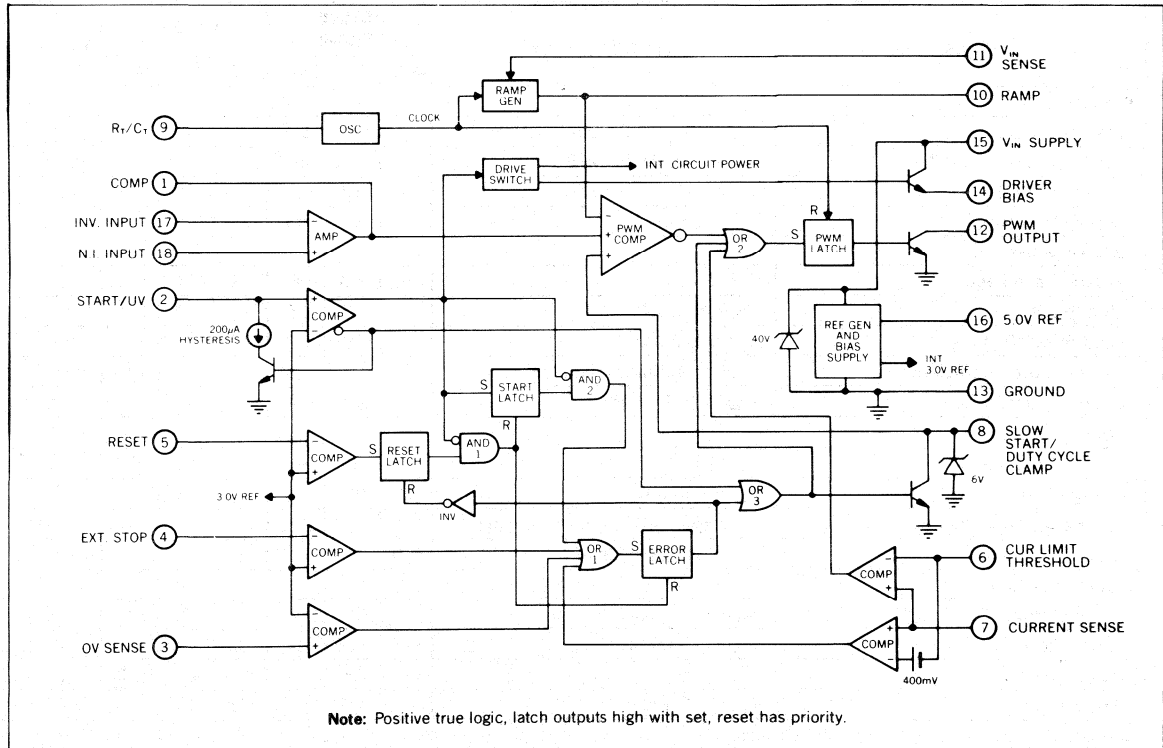 11 VIN SENSE
RAMP GEN
10 RAMP
RT/CT 9
OSC
CLOCK
15 VIN SUPPLY
COMP 1
DRIVE SWITCH
INT. CIRCUIT POWER
14 DRIVER BIAS
INV. INPUT 17
-
AMP
+
N.I. INPUT 18
-
+
PWM COMP
+
OR 2
R
S
PWM LATCH
12 PWM OUTPUT
START/UV 2
+
COMP
-
200µA HYSTERESIS
40V
REF GEN AND BIAS SUPPLY
16 5.0V REF
INT 3.0V REF
13 GROUND
S
START LATCH
R
AND 2
RESET 5
-
COMP
+
S
RESET LATCH
R
AND 1
8 SLOW START/ DUTY CYCLE CLAMP
6V
3.0V REF
INV
OR 3
EXT. STOP 4
-
COMP
+
OR 1
S
ERROR LATCH
R
-
COMP
+
6 CUR LIMIT THRESHOLD
OV SENSE 3
-
COMP
+
+
COMP
-
7 CURRENT SENSE
400mV
Note: Positive true logic, latch outputs high with set, reset has priority.